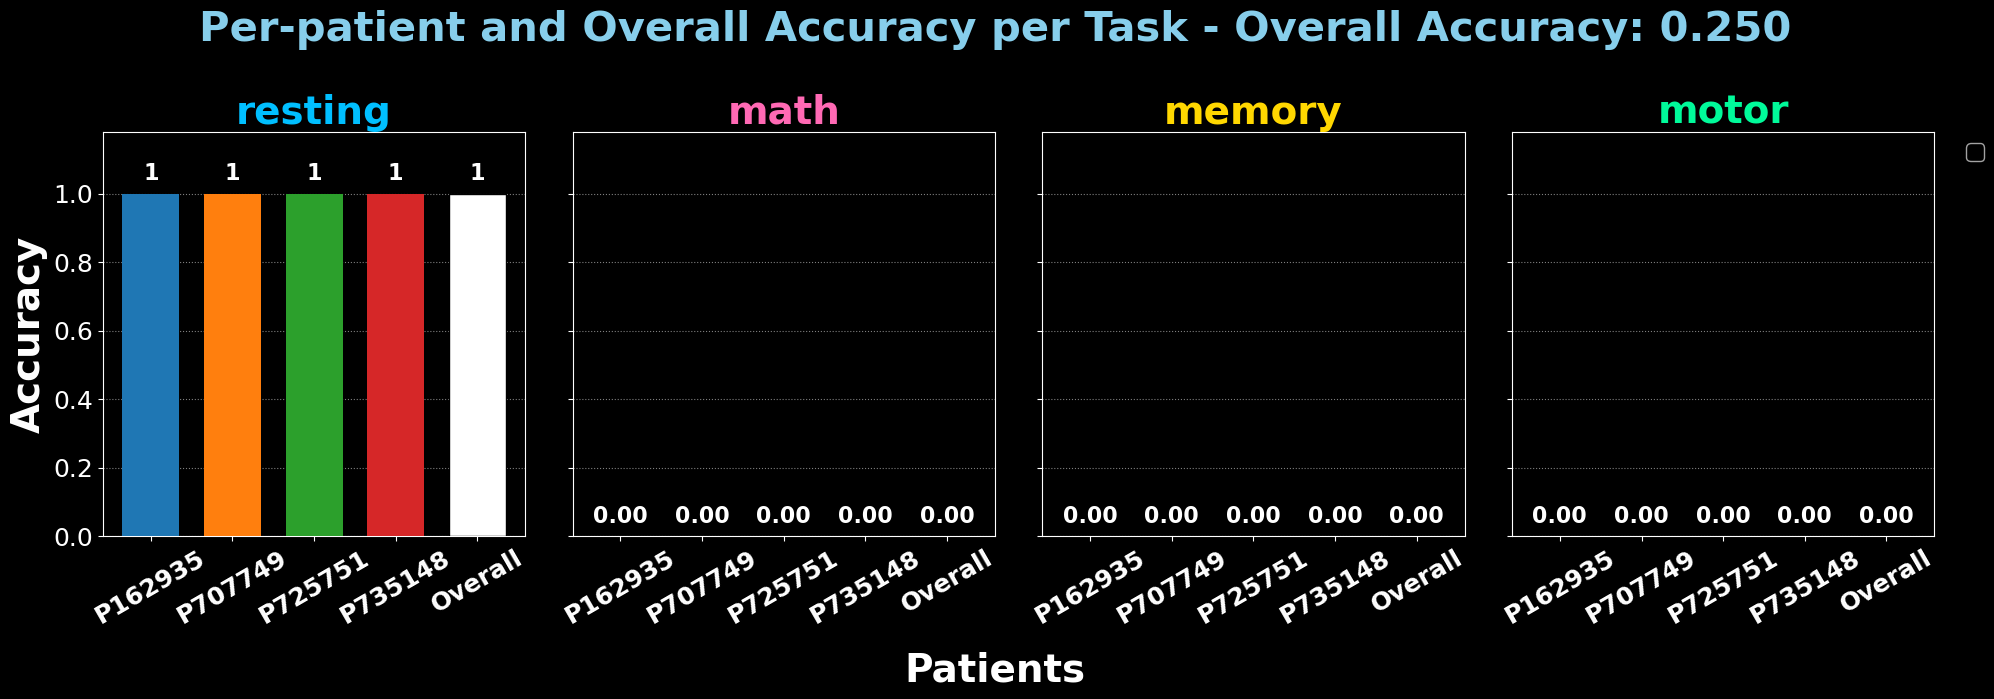 Per-patient and Overall Accuracy per Task - Overall Accuracy: 0.250
resting
math
memory
motor
Accuracy
1.0
0.8
0.6
0.4
0.2
0.0
1 1 1 1 1
0.00 0.00 0.00 0.00 0.00
0.00 0.00 0.00 0.00 0.00
0.00 0.00 0.00 0.00 0.00
P162935 P707749 P725751 P735148 Overall
P162935 P707749 P725751 P735148 Overall
P162935 P707749 P725751 P735148 Overall
P162935 P707749 P725751 P735148 Overall
Patients